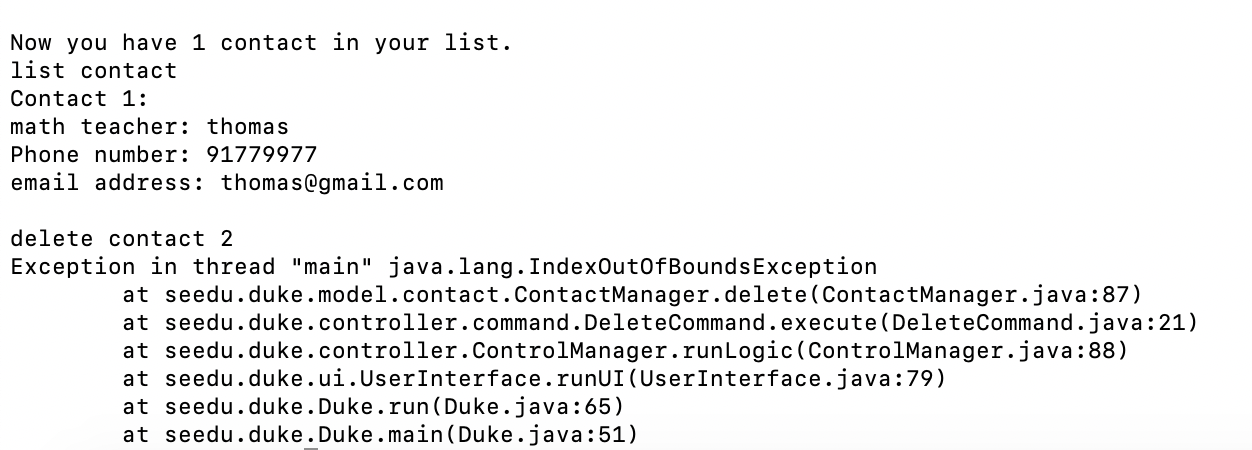 Now you have 1 contact in your list.
list contact
Contact 1:
math teacher: thomas
Phone number: 91779977
email address: thomas@gmail.com
delete contact 2
Exception in thread "main" java.lang.IndexOutOfBoundsException
at seedu.duke.model.contact.ContactManager.delete(ContactManager.java:87)
at seedu.duke.controller.command.DeleteCommand.execute(DeleteCommand.java:21)
at seedu.duke.controller.ControlManager.runLogic(ControlManager.java:88)
at seedu.duke.ui.UserInterface.runUI(UserInterface.java:79)
at seedu.duke.Duke.run(Duke.java:65)
at seedu.duke.Duke.main(Duke.java:51)